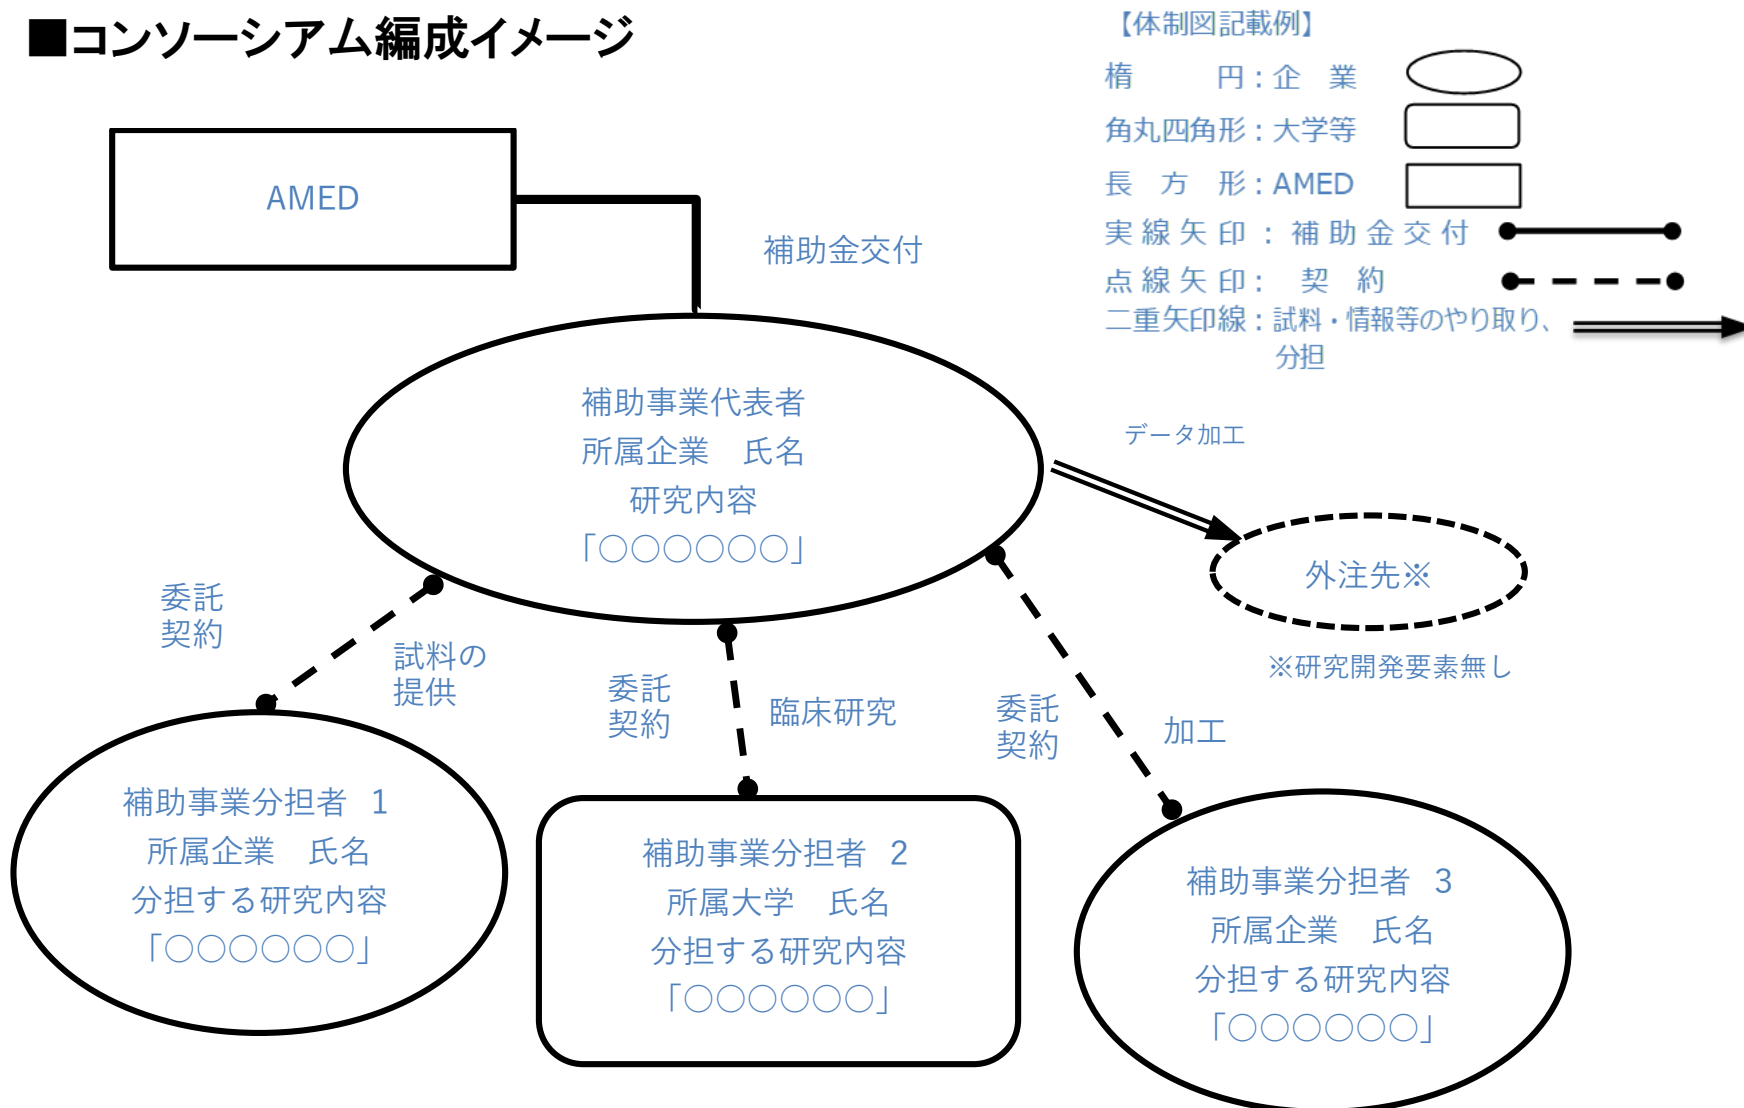 ■コンソーシアム編成イメージ
【体制図記載例】
楕　　　円：企　業
角丸四角形：大学等
長　方　形：AMED
実線矢印：補助金交付
点線矢印：　契　約
二重矢印線：試料・情報等のやり取り、
分担
AMED
補助金交付
補助事業代表者
所属企業　氏名
研究内容
「○○○○○○」
データ加工
外注先※
※研究開発要素無し
委託
契約
試料の
提供
委託
契約
臨床研究
委託
契約
加工
補助事業分担者　1
所属企業　氏名
分担する研究内容
「○○○○○○」
補助事業分担者　2
所属大学　氏名
分担する研究内容
「○○○○○○」
補助事業分担者　3
所属企業　氏名
分担する研究内容
「○○○○○○」